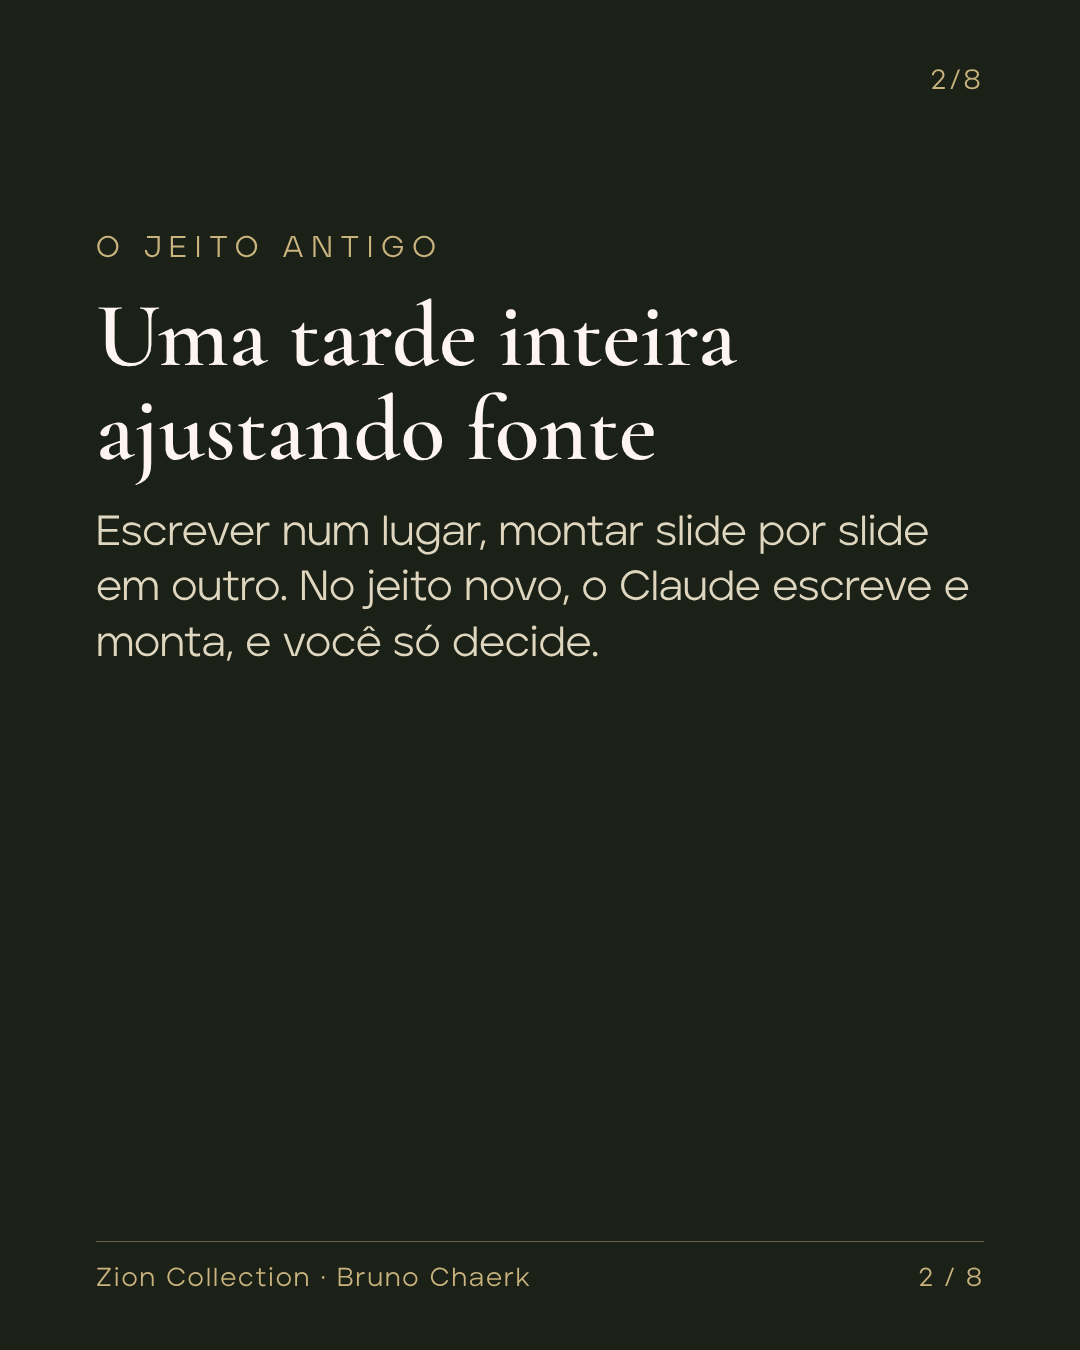 2/8
O JEITO ANTIGO
Uma tarde inteira
ajustando fonte
Escrever num lugar, montar slide por slide
em outro. No jeito novo, o Claude escreve e
monta, e você só decide.
Zion Collection · Bruno Chaerk
2 / 8